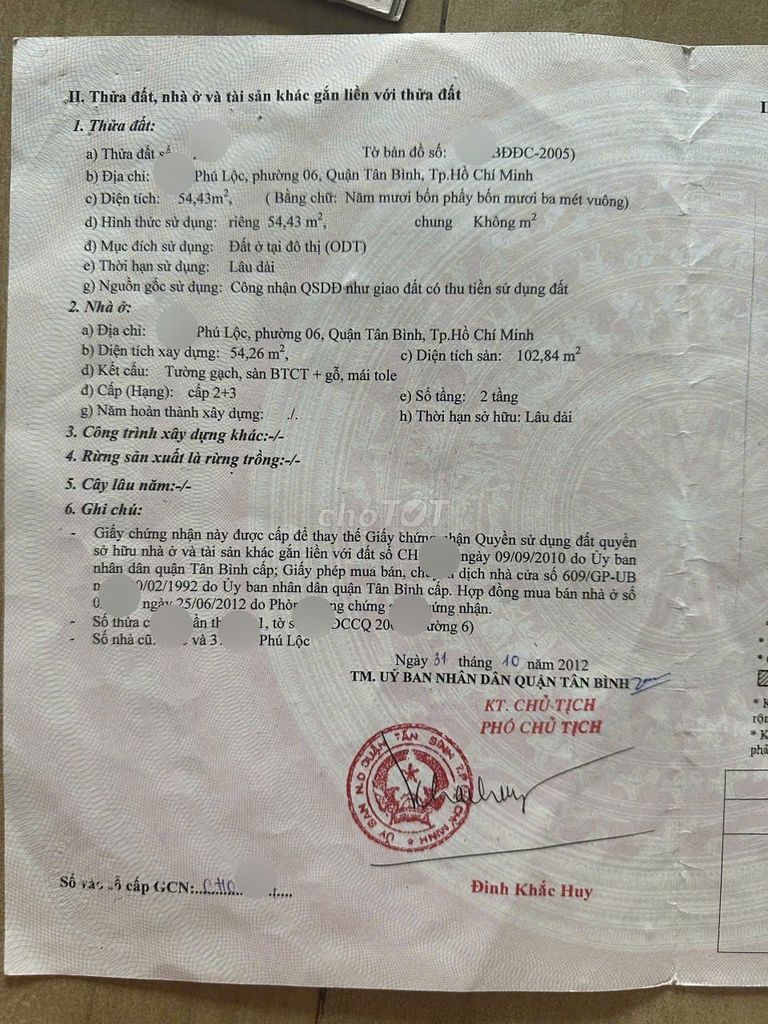 II. Thửa đất, nhà ở và tài sản khác gắn liền với thửa đất
1. Thửa đất:
a) Thửa đất số Tờ bản đồ số: BĐĐC-2005)
b) Địa chỉ: Phú Lộc, phường 06, Quận Tân Bình, Tp.Hồ Chí Minh
c) Diện tích: 54,43m², ( Bằng chữ: Năm mươi bốn phẩy bốn mươi ba mét vuông)
d) Hình thức sử dụng: riêng 54,43 m², chung Không m²
đ) Mục đích sử dụng: Đất ở tại đô thị (ODT)
e) Thời hạn sử dụng: Lâu dài
g) Nguồn gốc sử dụng: Công nhận QSDĐ như giao đất có thu tiền sử dụng đất
2. Nhà ở:
a) Địa chỉ: Phú Lộc, phường 06, Quận Tân Bình, Tp.Hồ Chí Minh
b) Diện tích xay dựng: 54,26 m², c) Diện tích sàn: 102,84 m²
d) Kết cấu: Tường gạch, sàn BTCT + gỗ, mái tole
đ) Cấp (Hạng): cấp 2+3 e) Số tầng: 2 tầng
g) Năm hoàn thành xây dựng: ./. h) Thời hạn sở hữu: Lâu dài
3. Công trình xây dựng khác:-/-
4. Rừng sản xuất là rừng trồng:-/-
5. Cây lâu năm:-/-
6. Ghi chú:
chợTỐT
- Giấy chứng nhận này được cấp để thay thế Giấy chứng nhận Quyền sử dụng đất quyền
sở hữu nhà ở và tài sản khác gắn liền với đất số CH ngày 09/09/2010 do Ủy ban
nhân dân quận Tân Bình cấp; Giấy phép mua bán, dịch nhà cửa số 609/GP-UB
0/02/1992 do Ủy ban nhân dân quận Tân Bình cấp. Hợp đồng mua bán nhà ở số
ngày 25/06/2012 do Phòng chứng nhận.
- Số thửa 1, tờ 6)
- Số nhà cũ và 3 Phú Lộc
Ngày 31 tháng 10 năm 2012
TM. UỶ BAN NHÂN DÂN QUẬN TÂN BÌNH
KT. CHỦ TỊCH
PHÓ CHỦ TỊCH
ỦY BAN N.D QUẬN TÂN BÌNH T.P HỒ CHÍ MINH
Đinh Khắc Huy
Số vào sổ cấp GCN: